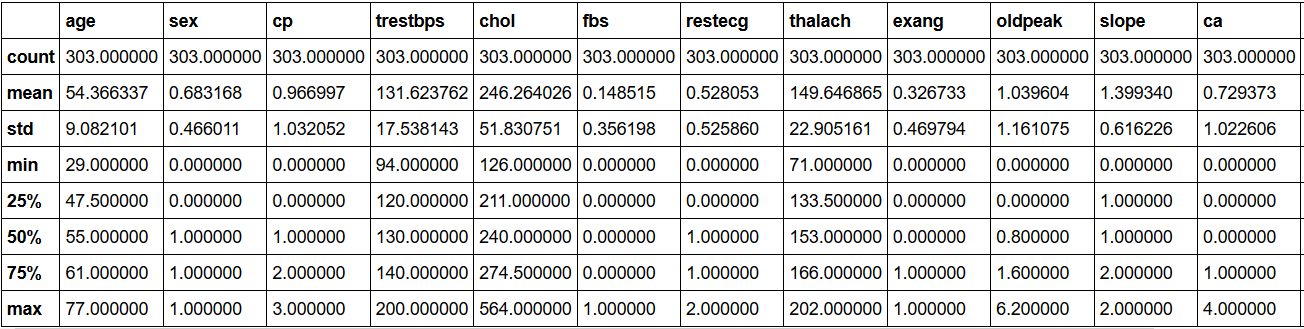 age sex cp trestbps chol fbs restecg thalach exang oldpeak slope ca
count 303.000000 303.000000 303.000000 303.000000 303.000000 303.000000 303.000000 303.000000 303.000000 303.000000 303.000000 303.000000
mean 54.366337 0.683168 0.966997 131.623762 246.264026 0.148515 0.528053 149.646865 0.326733 1.039604 1.399340 0.729373
std 9.082101 0.466011 1.032052 17.538143 51.830751 0.356198 0.525860 22.905161 0.469794 1.161075 0.616226 1.022606
min 29.000000 0.000000 0.000000 94.000000 126.000000 0.000000 0.000000 71.000000 0.000000 0.000000 0.000000 0.000000
25% 47.500000 0.000000 0.000000 120.000000 211.000000 0.000000 0.000000 133.500000 0.000000 0.000000 1.000000 0.000000
50% 55.000000 1.000000 1.000000 130.000000 240.000000 0.000000 1.000000 153.000000 0.000000 0.800000 1.000000 0.000000
75% 61.000000 1.000000 2.000000 140.000000 274.500000 0.000000 1.000000 166.000000 1.000000 1.600000 2.000000 1.000000
max 77.000000 1.000000 3.000000 200.000000 564.000000 1.000000 2.000000 202.000000 1.000000 6.200000 2.000000 4.000000